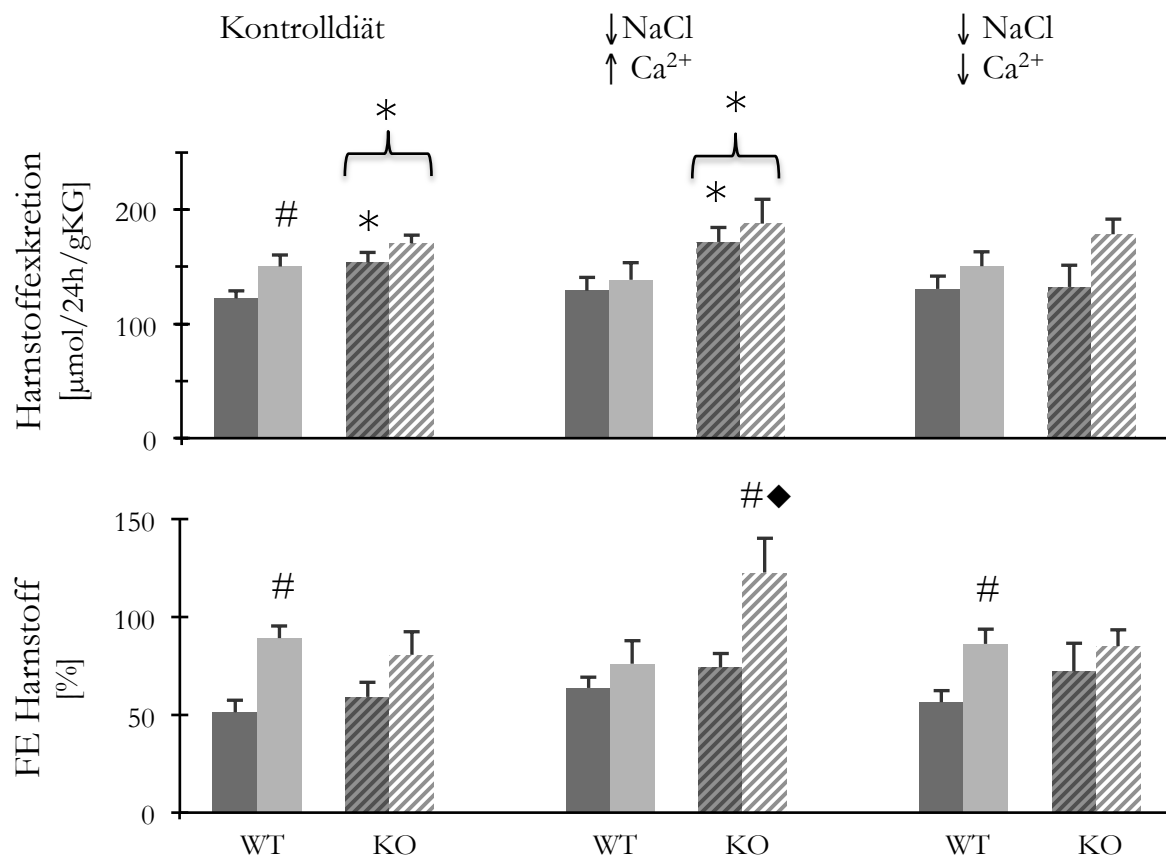 Kontrolldiät
↓NaCl
↑ Ca²⁺
↓ NaCl
↓ Ca²⁺
Harnstoffexkretion
[µmol/24h/gKG]
200
100
0
*
*
#
*
*
FE Harnstoff
[%]
150
100
50
0
#
#◆
#
WT
KO
WT
KO
WT
KO